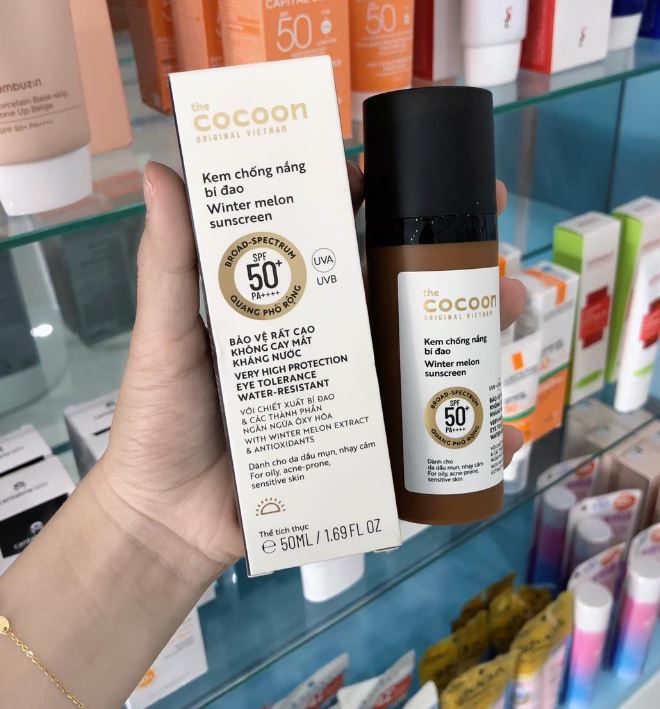 the
cocoon
ORIGINAL VIETNAM
Kem chống nắng
bí đao
Winter melon
sunscreen
BROAD-SPECTRUM
SPF
50+
PA++++
QUANG PHỔ RỘNG
UVA
UVB
BẢO VỆ RẤT CAO
KHÔNG CAY MẮT
KHÁNG NƯỚC
VERY HIGH PROTECTION
EYE TOLERANCE
WATER-RESISTANT
VỚI CHIẾT XUẤT BÍ ĐAO
& CÁC THÀNH PHẦN
NGĂN NGỪA ÔXY HÓA
WITH WINTER MELON EXTRACT
& ANTIOXIDANTS
Dành cho
da dầu mụn, nhạy cảm
For oily, acne-prone,
sensitive skin
Thể tích thực
℮ 50ML / 1.69 FL OZ
the
cocoon
ORIGINAL VIETNAM
Kem chống nắng
bí đao
Winter melon
sunscreen
BROAD-SPECTRUM
SPF
50+
PA++++
QUANG PHỔ RỘNG
Dành cho
da dầu mụn, nhạy cảm
For oily, acne-prone,
sensitive skin
50
50